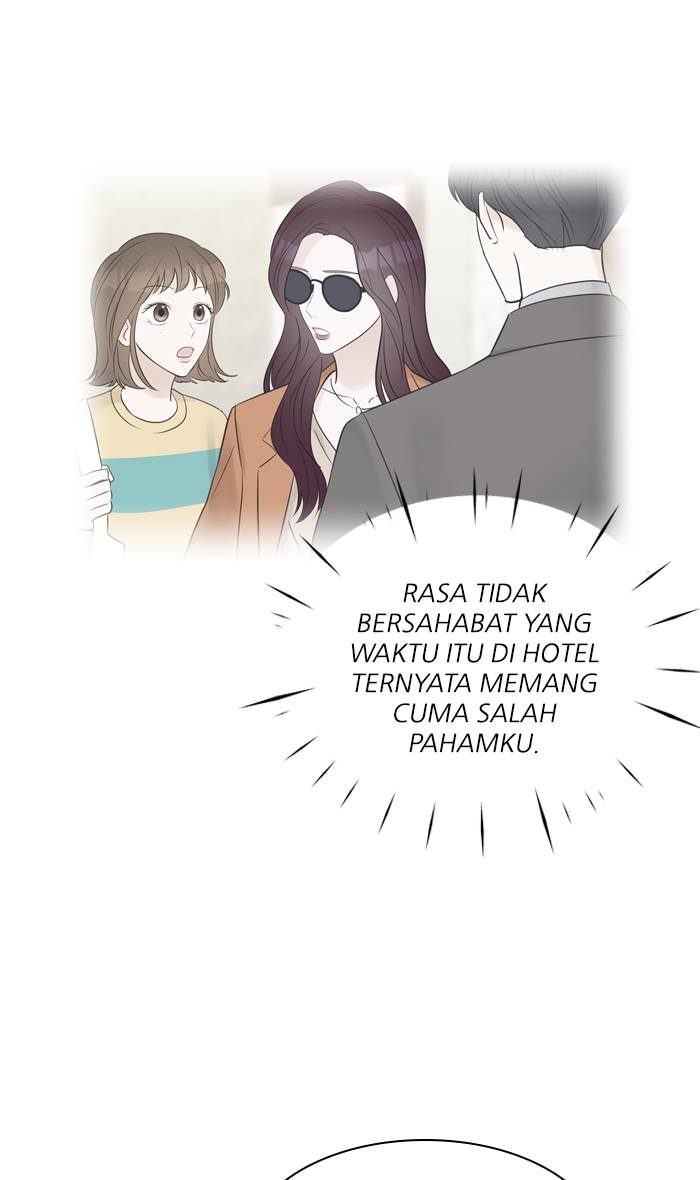 RASA TIDAK
BERSAHABAT YANG
WAKTU ITU DI HOTEL
TERNYATA MEMANG
CUMA SALAH
PAHAMKU.